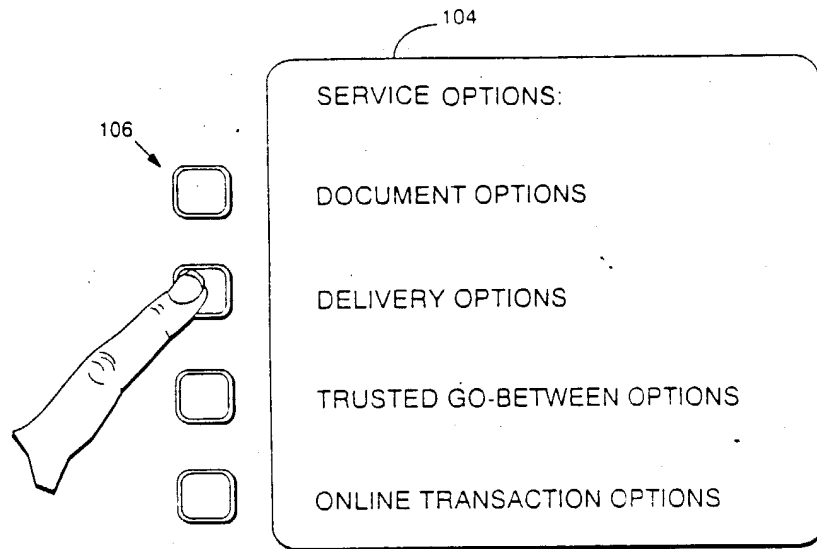 104
SERVICE OPTIONS:
106
DOCUMENT OPTIONS
DELIVERY OPTIONS
TRUSTED GO-BETWEEN OPTIONS
ONLINE TRANSACTION OPTIONS